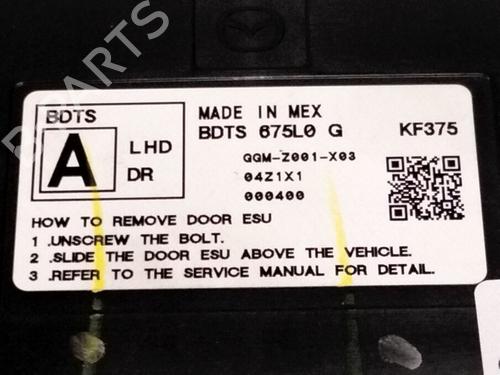 BDTS
A
LHD
DR
MADE IN MEX
BDTS 675L0 G
KF375
GGM-Z001-X03
04Z1X1
000400
HOW TO REMOVE DOOR ESU
1 .UNSCREW THE BOLT.
2 .SLIDE THE DOOR ESU ABOVE THE VEHICLE.
3 .REFER TO THE SERVICE MANUAL FOR DETAIL.